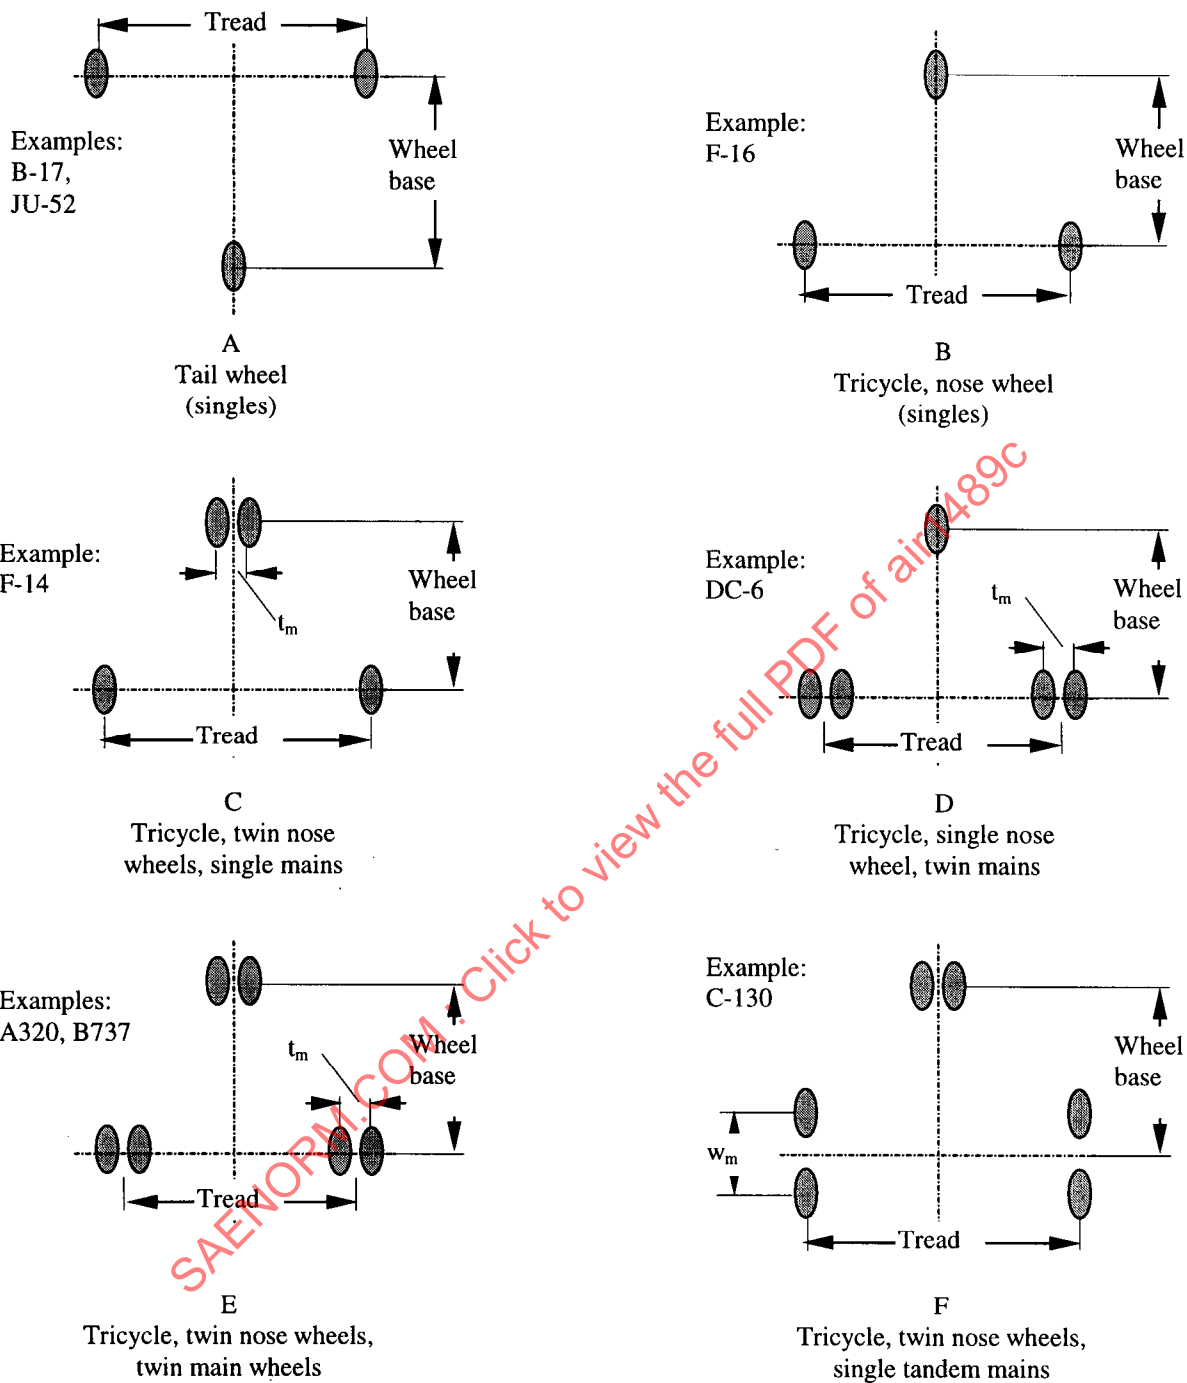 Tread
Examples:
B-17,
JU-52
Wheel
base
A
Tail wheel
(singles)
Example:
F-16
Wheel
base
Tread
B
Tricycle, nose wheel
(singles)
Example:
F-14
tm
Wheel
base
Tread
C
Tricycle, twin nose
wheels, single mains
Example:
DC-6
tm
Wheel
base
Tread
D
Tricycle, single nose
wheel, twin mains
Examples:
A320, B737
tm
Wheel
base
Tread
E
Tricycle, twin nose wheels,
twin main wheels
Example:
C-130
Wheel
base
wm
Tread
F
Tricycle, twin nose wheels,
single tandem mains
SAENORM.COM : Click to view the full PDF of air1489c